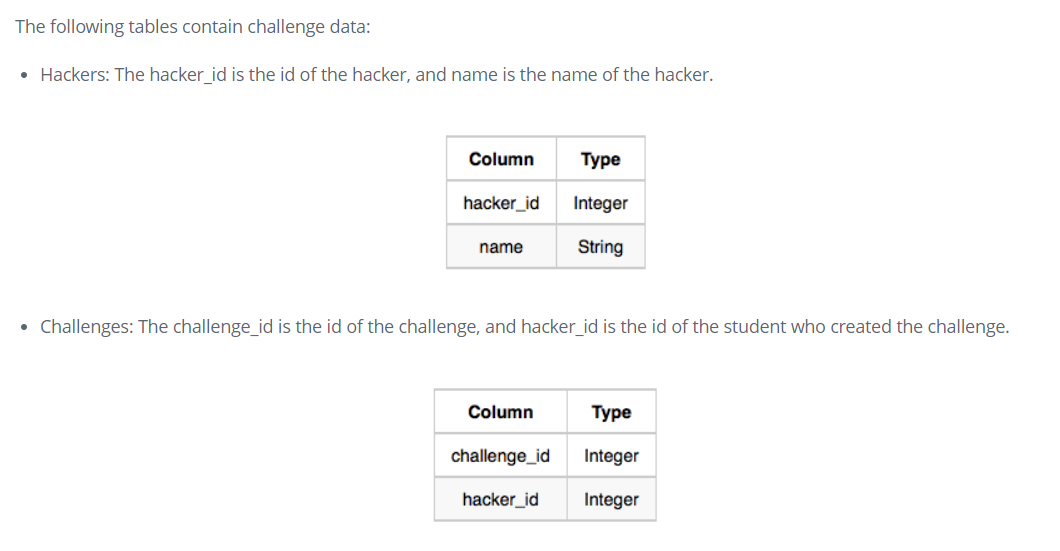 The following tables contain challenge data:
• Hackers: The hacker_id is the id of the hacker, and name is the name of the hacker.
Column Type
hacker_id Integer
name String
• Challenges: The challenge_id is the id of the challenge, and hacker_id is the id of the student who created the challenge.
Column Type
challenge_id Integer
hacker_id Integer